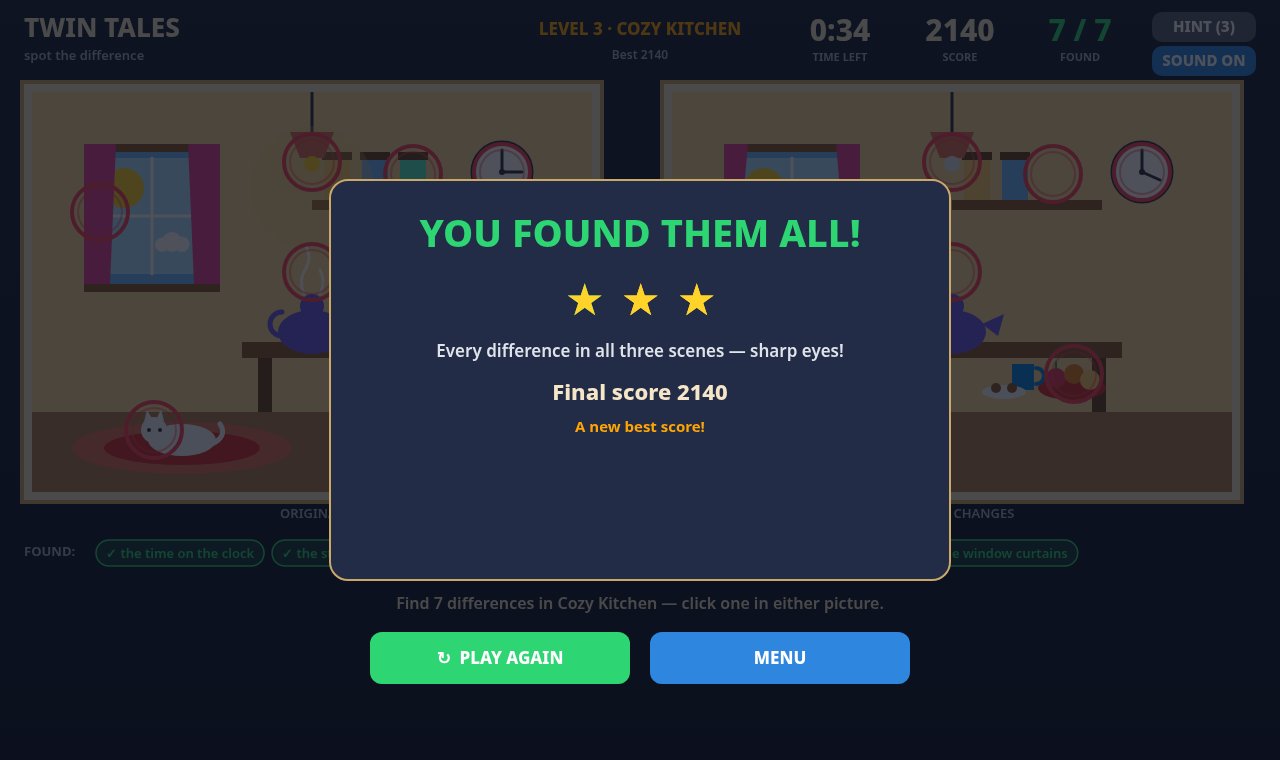 TWIN TALES
spot the difference
LEVEL 3 · COZY KITCHEN
Best 2140
0:34
TIME LEFT
2140
SCORE
7 / 7
FOUND
HINT (3)
SOUND ON
YOU FOUND THEM ALL!
★ ★ ★
Every difference in all three scenes — sharp eyes!
Final score 2140
A new best score!
CHANGES
FOUND:
✓ the time on the clock
✓ the
window curtains
Find 7 differences in Cozy Kitchen — click one in either picture.
↻ PLAY AGAIN
MENU